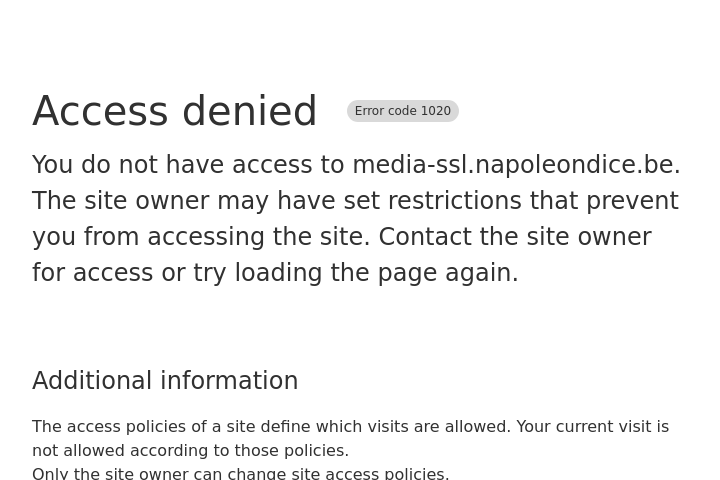 Access denied Error code 1020
You do not have access to media-ssl.napoleondice.be.
The site owner may have set restrictions that prevent
you from accessing the site. Contact the site owner
for access or try loading the page again.
Additional information
The access policies of a site define which visits are allowed. Your current visit is
not allowed according to those policies.
Only the site owner can change site access policies.